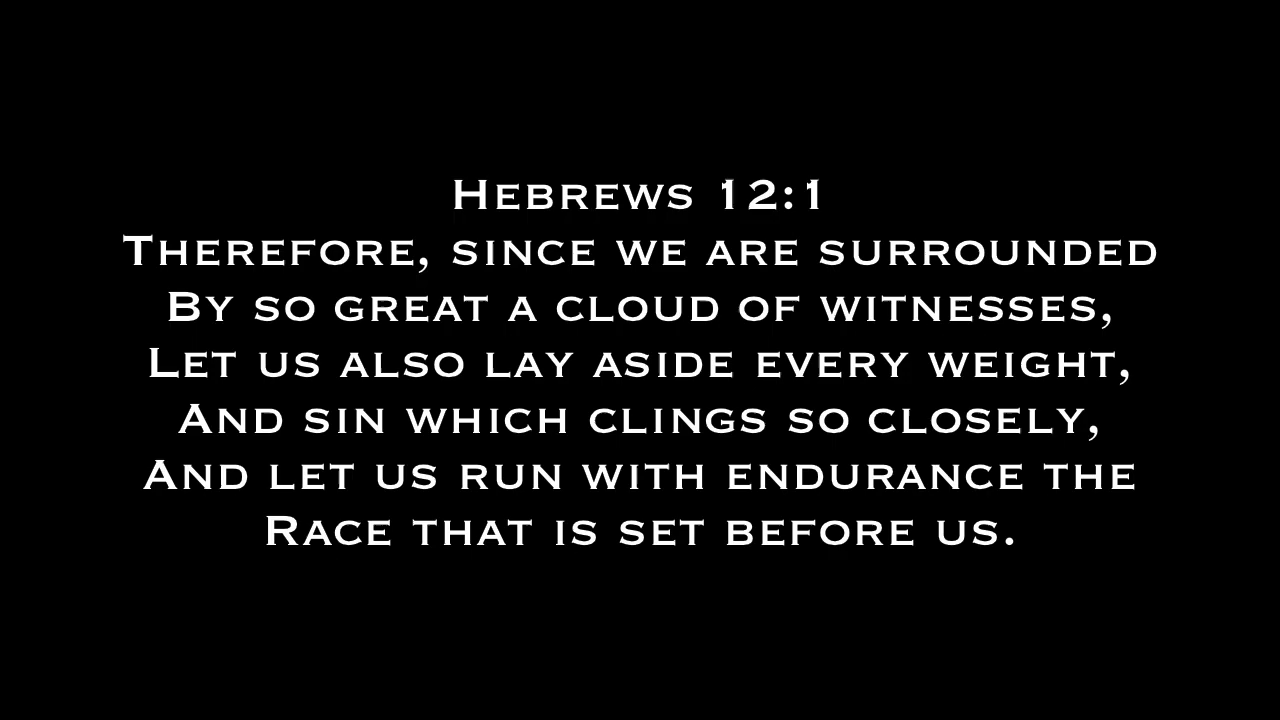 Hebrews 12:1
Therefore, since we are surrounded
By so great a cloud of witnesses,
Let us also lay aside every weight,
And sin which clings so closely,
And let us run with endurance the
Race that is set before us.